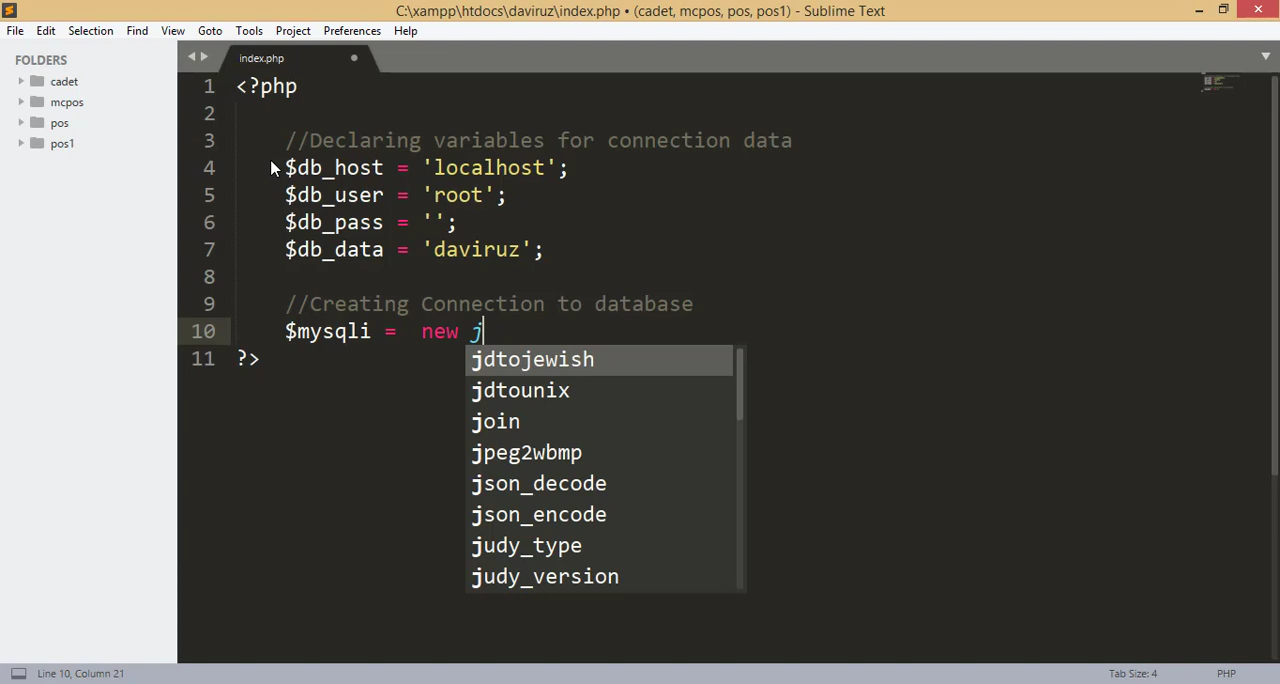 C:\xampp\htdocs\daviruz\index.php • (cadet, mcpos, pos, pos1) - Sublime Text
File Edit Selection Find View Goto Tools Project Preferences Help
FOLDERS
cadet
mcpos
pos
pos1
index.php
1 <?php
2
3 //Declaring variables for connection data
4 $db_host = 'localhost';
5 $db_user = 'root';
6 $db_pass = '';
7 $db_data = 'daviruz';
8
9 //Creating Connection to database
10 $mysqli =  new j
11 ?>
jdtojewish
jdtounix
join
jpeg2wbmp
json_decode
json_encode
judy_type
judy_version
Line 10, Column 21
Tab Size: 4
PHP